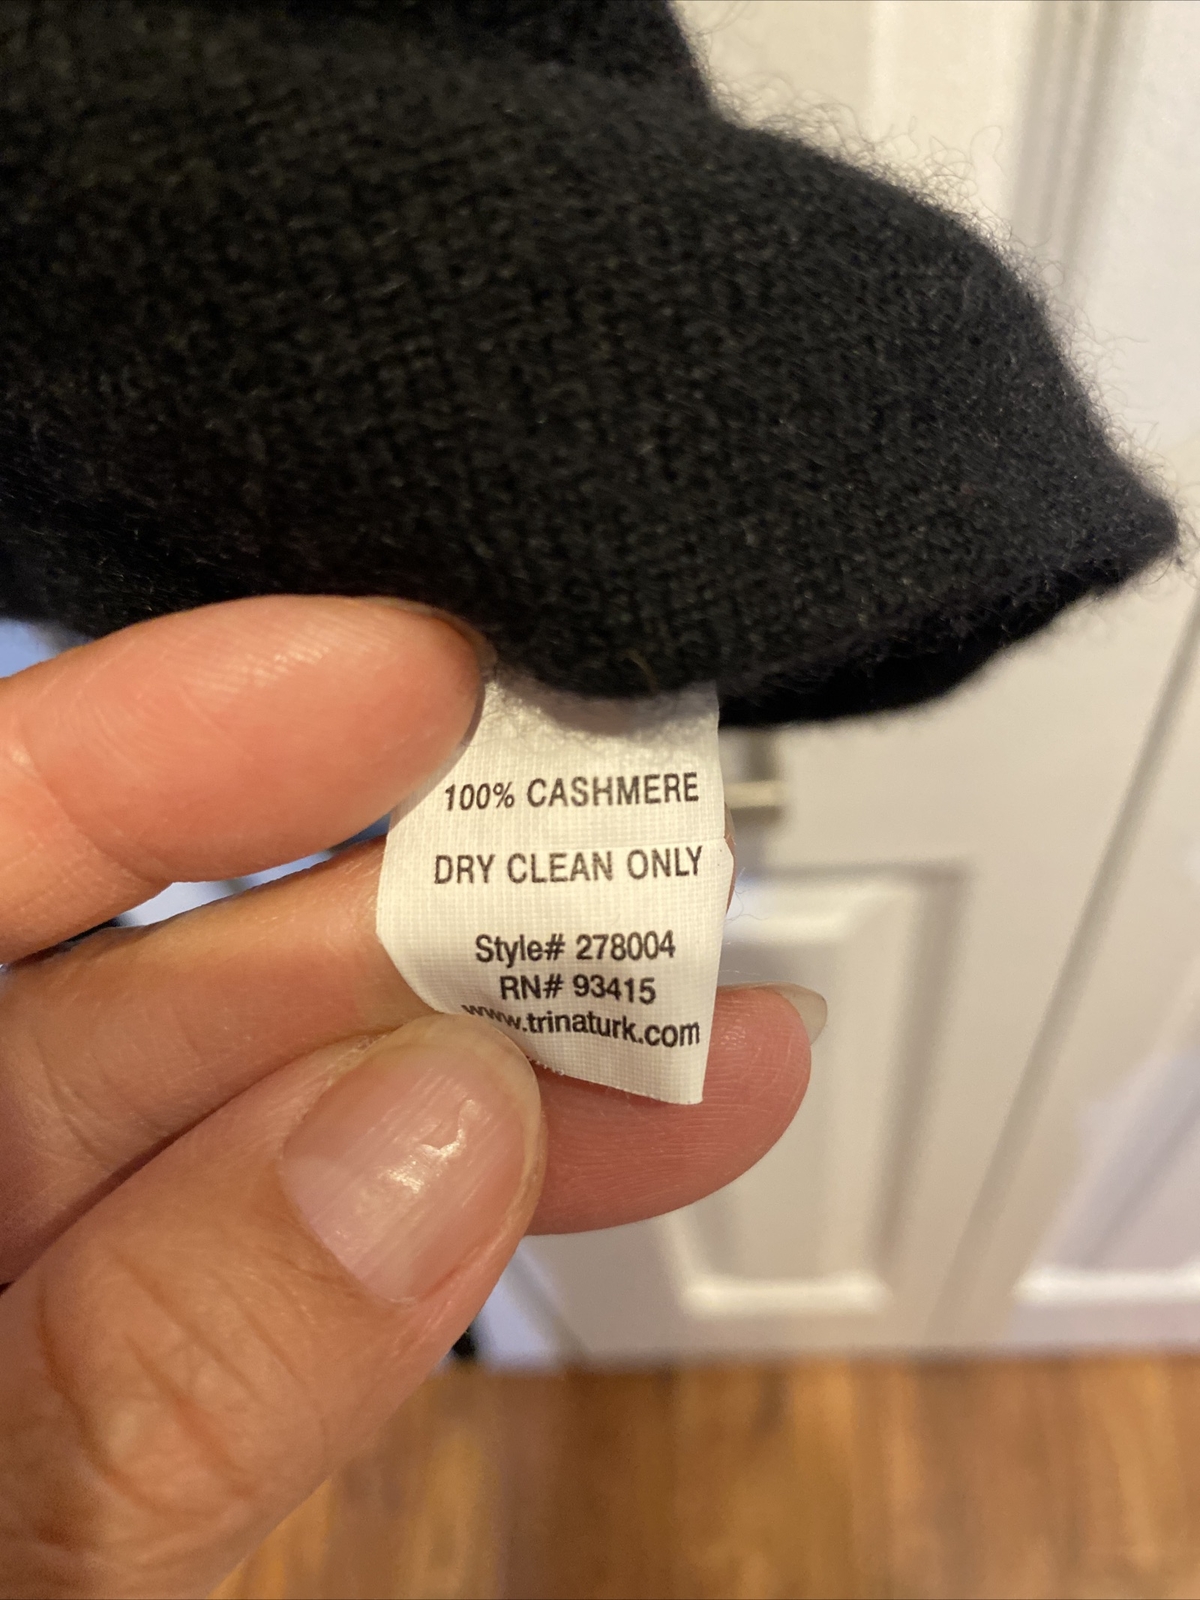 100% CASHMERE
DRY CLEAN ONLY
Style# 278004
RN# 93415
www.trinaturk.com